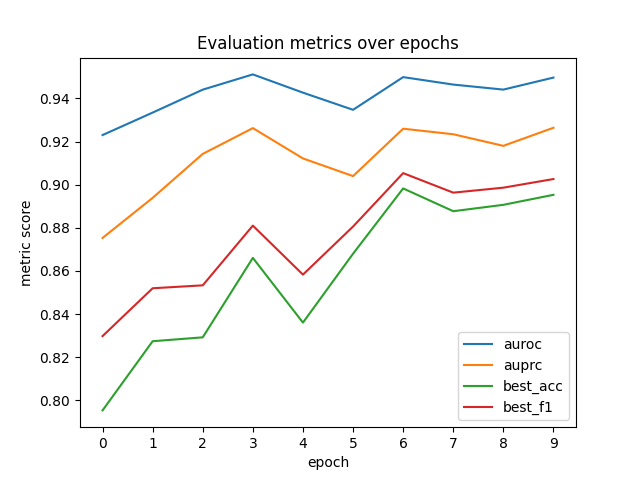 Evaluation metrics over epochs
metric score
0.94
0.92
0.90
0.88
0.86
0.84
0.82
0.80
auroc
auprc
best_acc
best_f1
0 1 2 3 4 5 6 7 8 9
epoch